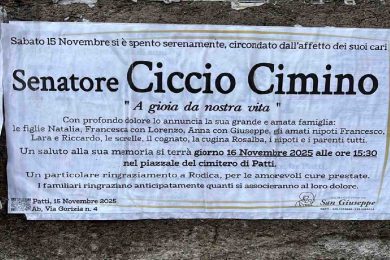 Sabato 15 Novembre si è spento serenamente, circondato dall'affetto dei suoi cari
Senatore Ciccio Cimino
"A gioia da nostra vita"
Con profondo dolore lo annuncia la sua grande e amata famiglia:
le figlie Natalia, Francesca con Lorenzo, Anna con Giuseppe, gli amati nipoti Francesco,
Lara e Riccardo, le screlle, il cognato, la cugina Rosalba, i nipoti e i parenti tutti.
Un saluto alla sua memoria si terrà giorno 16 Novembre 2025 alle ore 15:30
nel piazzale del cimitero di Patti.
Un particolare ringraziamento a Rodica, per le amorevoli cure prestate.
I familiari ringraziano anticipatamente quanti si associeranno al loro dolore.
Patti, 15 Novembre 2025
Ab, Via Gorizia n. 4
San Giuseppe